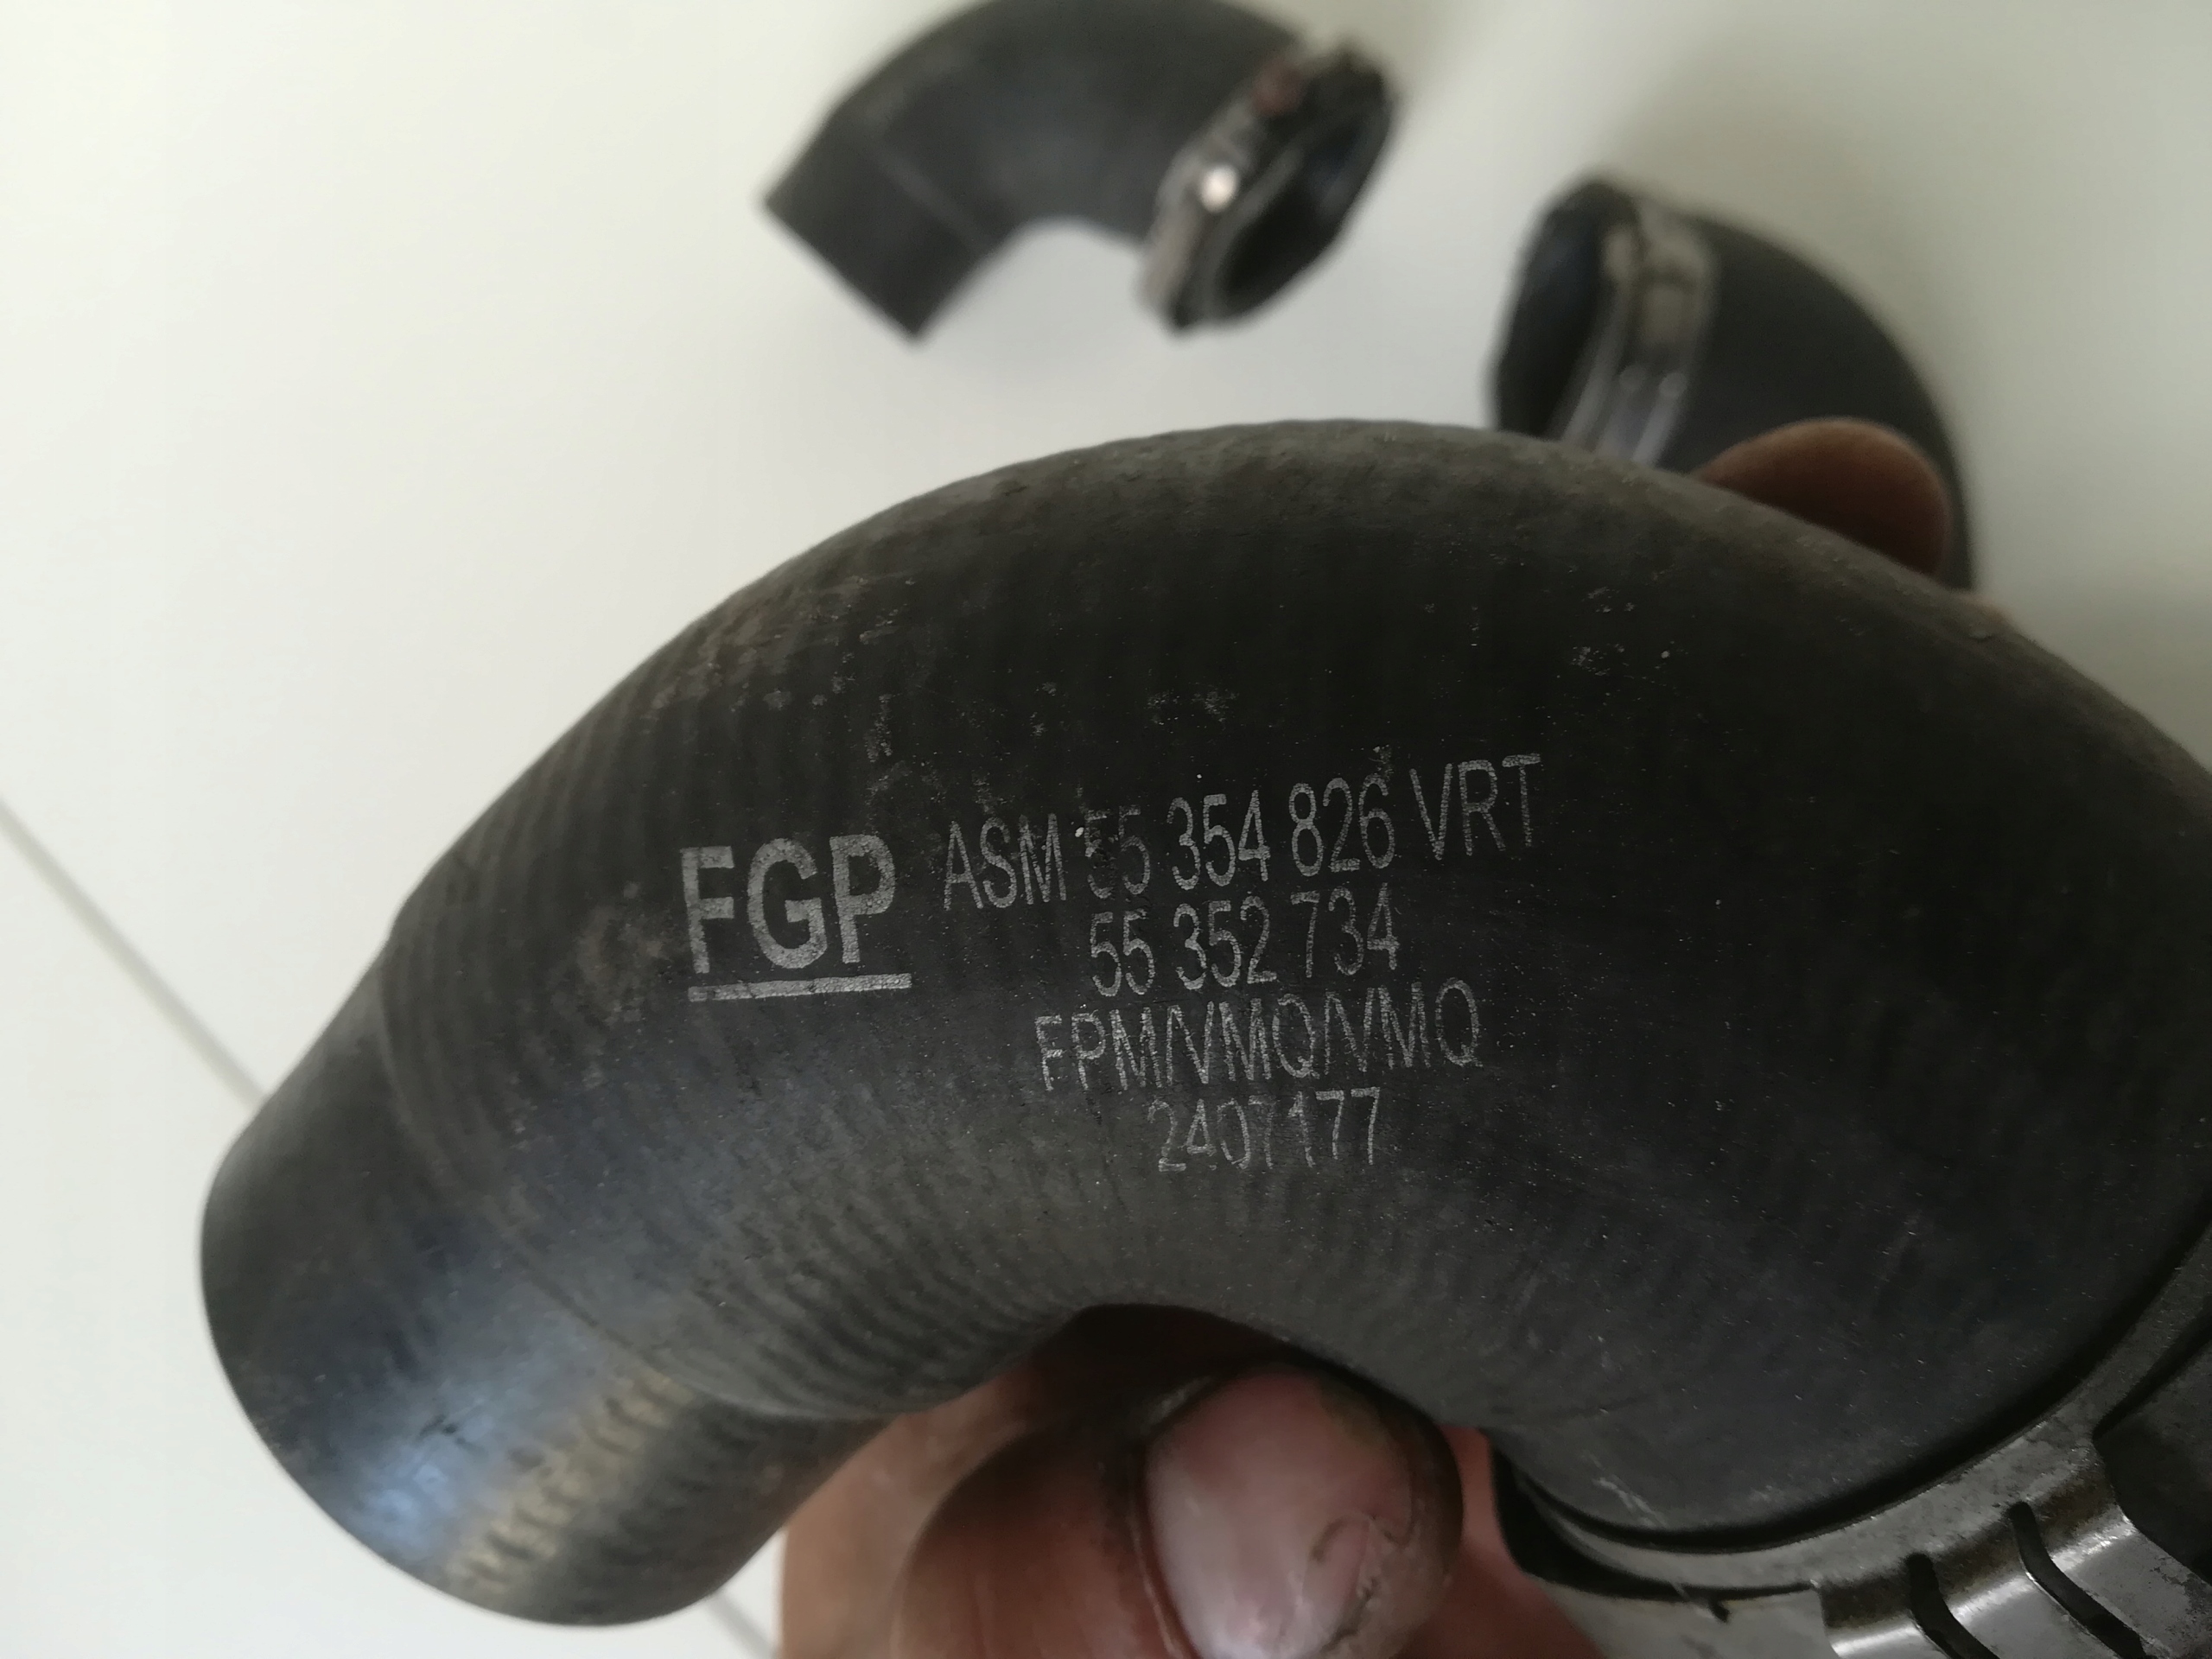 FGP ASM 55 354 826 VRT
55 352 734
FPM/VMQ/VMQ
2407177